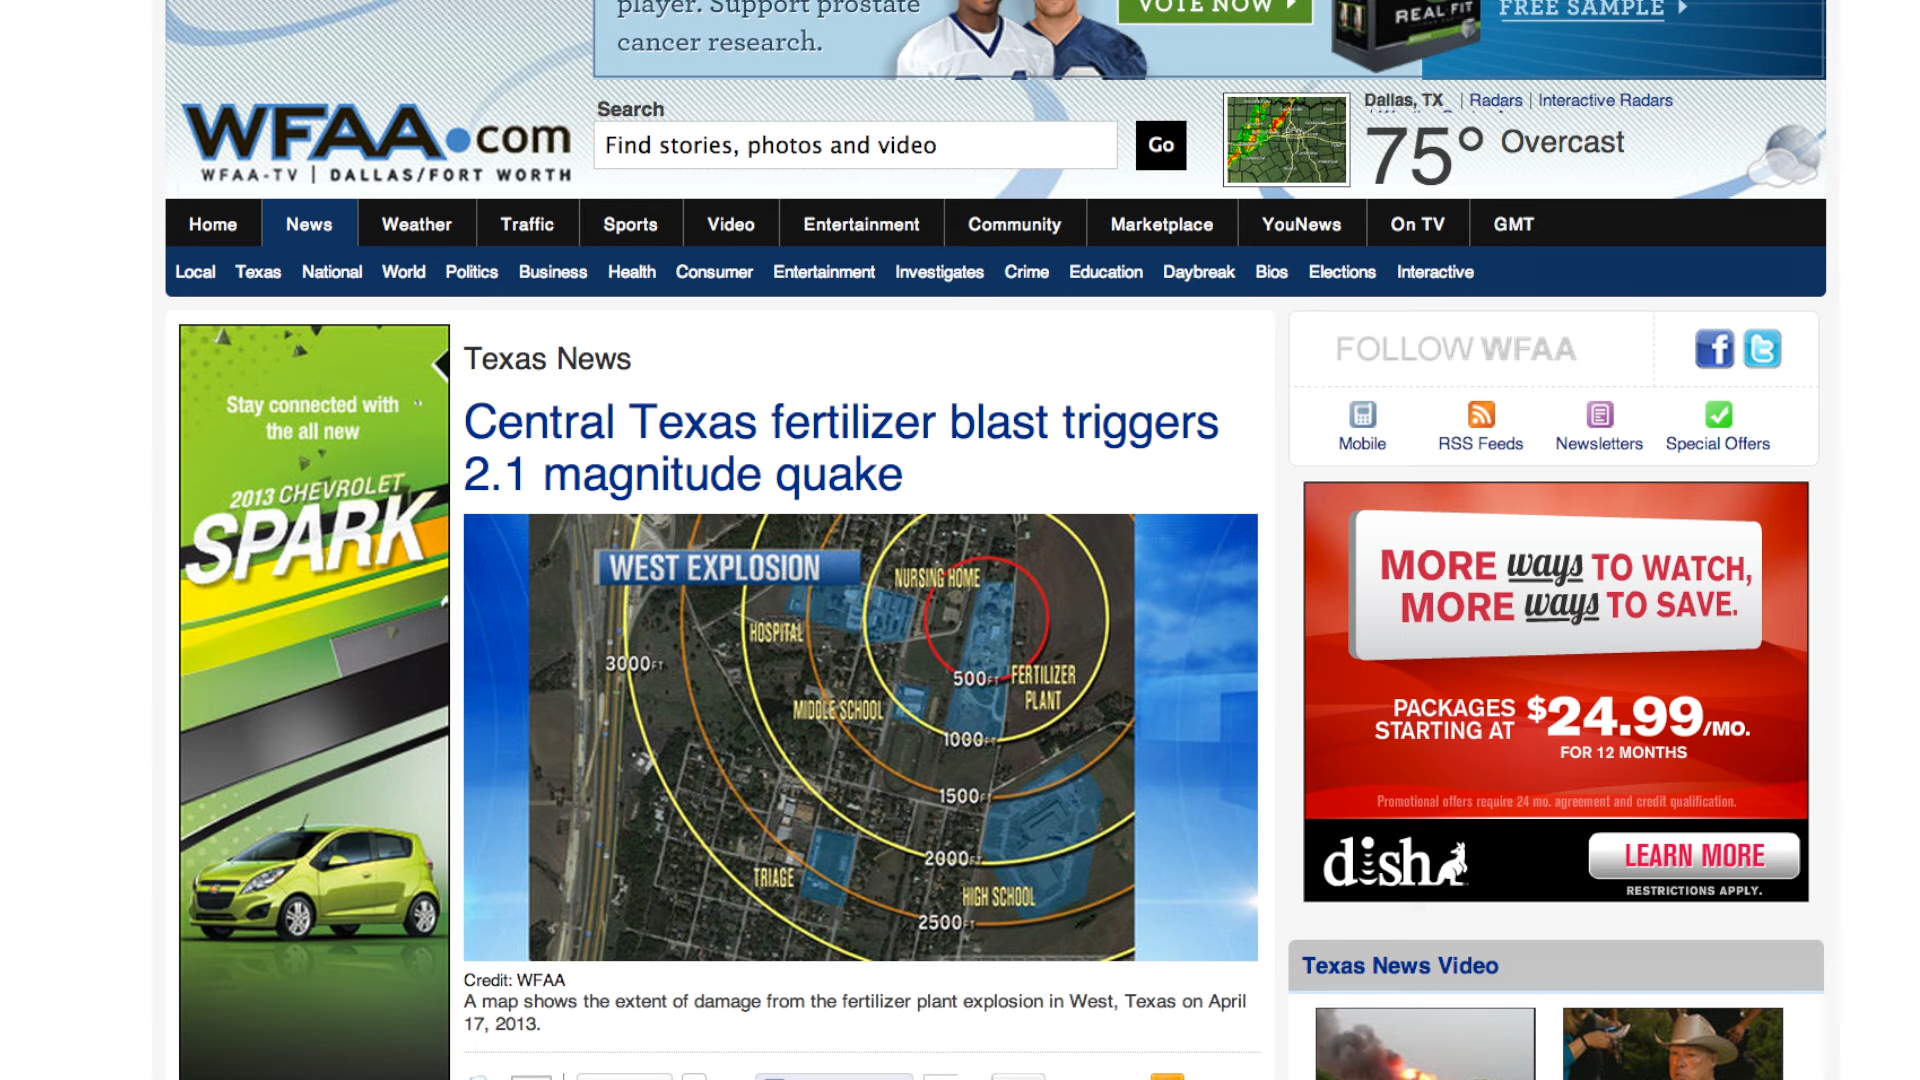 player. Support prostate
cancer research.
VOTE NOW
REAL FIT
FREE SAMPLE
WFAA.com
WFAA-TV | DALLAS/FORT WORTH
Search
Find stories, photos and video
Go
Dallas, TX | Radars | Interactive Radars
75° Overcast
Home News Weather Traffic Sports Video Entertainment Community Marketplace YouNews On TV GMT
Local Texas National World Politics Business Health Consumer Entertainment Investigates Crime Education Daybreak Bios Elections Interactive
Stay connected with
the all new
2013 CHEVROLET
SPARK
Texas News
Central Texas fertilizer blast triggers
2.1 magnitude quake
WEST EXPLOSION
NURSING HOME
HOSPITAL
3000FT
500FT
FERTILIZER
PLANT
MIDDLE SCHOOL
1000FT
1500FT
2000FT
TRIAGE
HIGH SCHOOL
2500FT
Credit: WFAA
A map shows the extent of damage from the fertilizer plant explosion in West, Texas on April
17, 2013.
FOLLOW WFAA
Mobile RSS Feeds Newsletters Special Offers
MORE ways TO WATCH,
MORE ways TO SAVE.
PACKAGES
STARTING AT
$24.99/MO.
FOR 12 MONTHS
Promotional offers require 24 mo. agreement and credit qualification.
dish
LEARN MORE
RESTRICTIONS APPLY.
Texas News Video